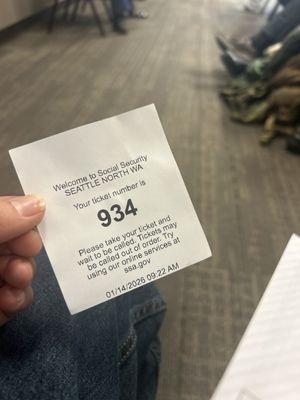 Welcome to Social Security
SEATTLE NORTH WA
Your ticket number is
934
Please take your ticket and
wait to be called. Tickets may
be called out of order. Try
using our online services at
ssa.gov
01/14/2026 09:22 AM